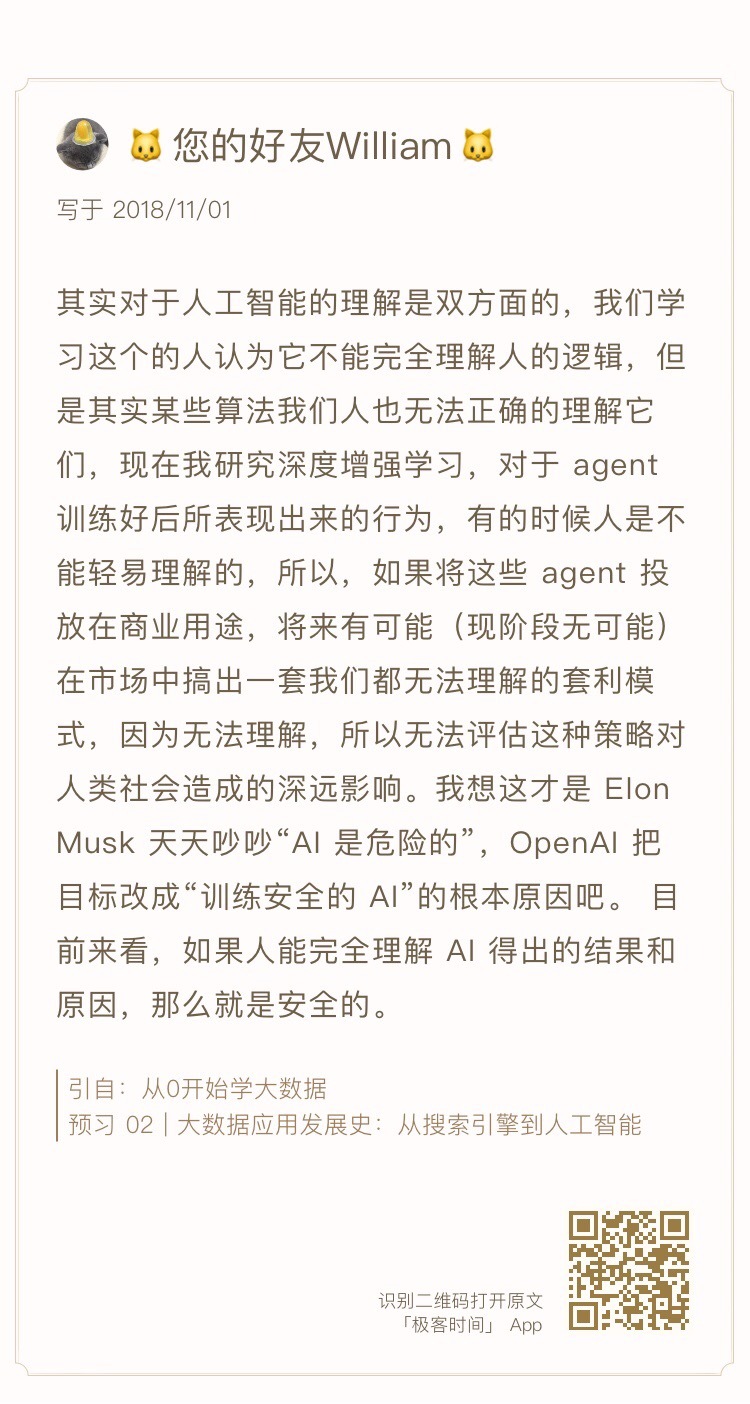 🐱 您的好友William 🐱
写于 2018/11/01
其实对于人工智能的理解是双方面的，我们学
习这个的人认为它不能完全理解人的逻辑，但
是其实某些算法我们人也无法正确的理解它
们，现在我研究深度增强学习，对于 agent
训练好后所表现出来的行为，有的时候人是不
能轻易理解的，所以，如果将这些 agent 投
放在商业用途，将来有可能（现阶段无可能）
在市场中搞出一套我们都无法理解的套利模
式，因为无法理解，所以无法评估这种策略对
人类社会造成的深远影响。我想这才是 Elon
Musk 天天吵吵“AI 是危险的”，OpenAI 把
目标改成“训练安全的 AI”的根本原因吧。 目
前来看，如果人能完全理解 AI 得出的结果和
原因，那么就是安全的。
引自：从0开始学大数据
预习 02 | 大数据应用发展史：从搜索引擎到人工智能
识别二维码打开原文
「极客时间」 App